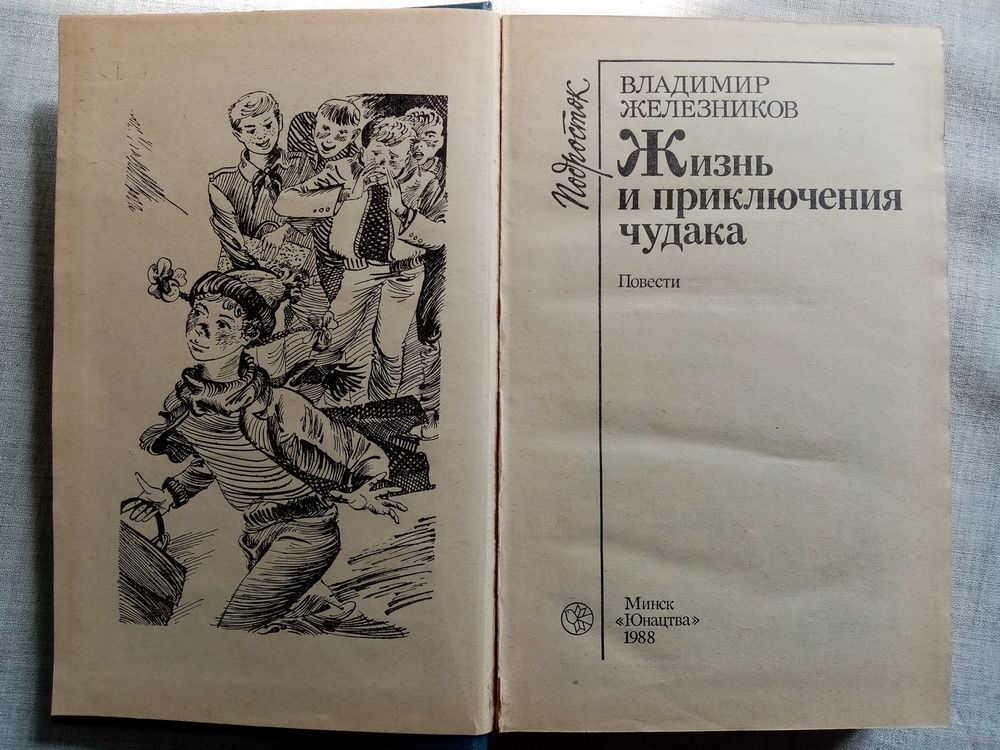 Подросток
ВЛАДИМИР
ЖЕЛЕЗНИКОВ
Жизнь
и приключения
чудака
Повести
Минск
«Юнацтва»
1988